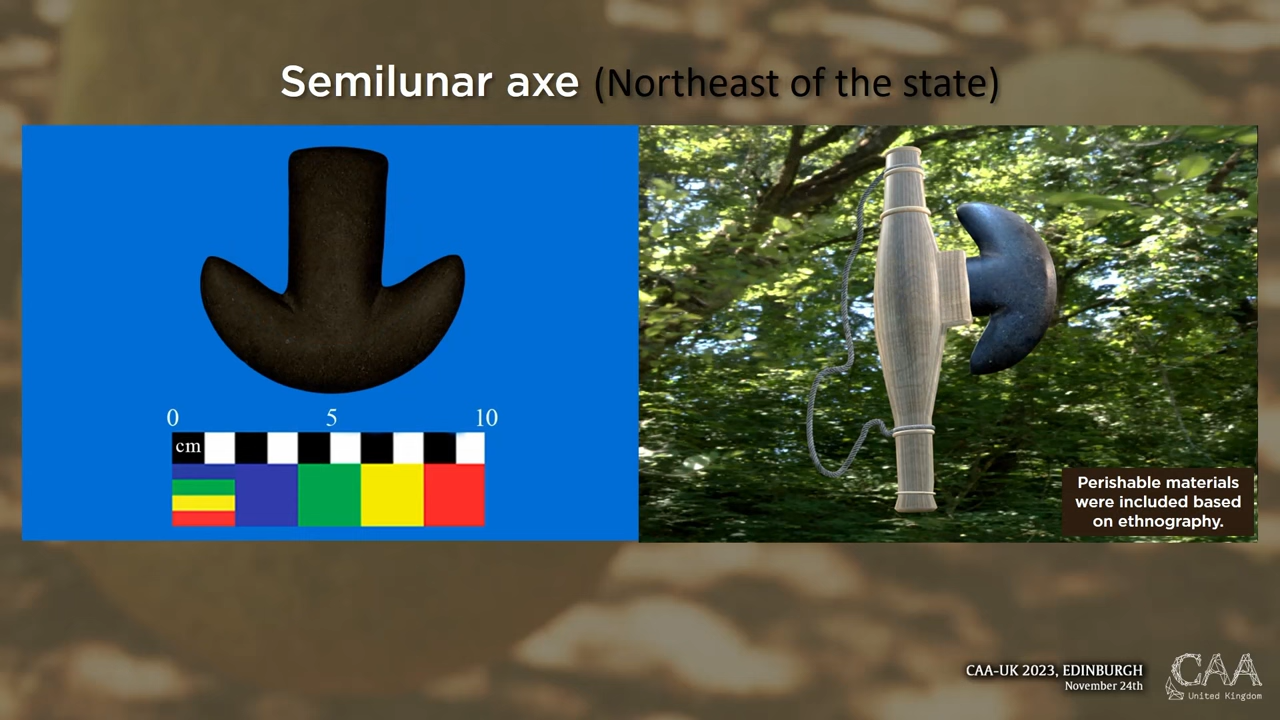 Semilunar axe (Northeast of the state)
0 5 10
cm
Perishable materials
were included based
on ethnography.
CAA-UK 2023, EDINBURGH
November 24th
CAA
United Kingdom